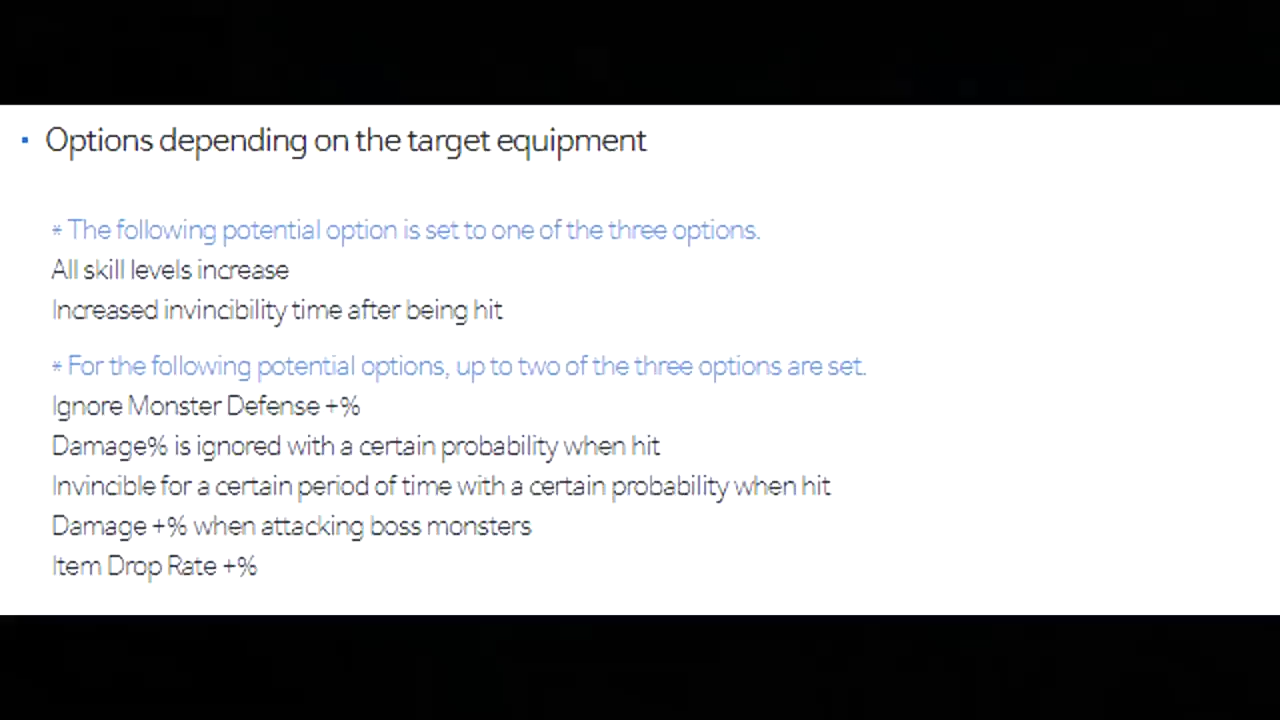 ▪ Options depending on the target equipment
* The following potential option is set to one of the three options.
All skill levels increase
Increased invincibility time after being hit
* For the following potential options, up to two of the three options are set.
Ignore Monster Defense +%
Damage% is ignored with a certain probability when hit
Invincible for a certain period of time with a certain probability when hit
Damage +% when attacking boss monsters
Item Drop Rate +%